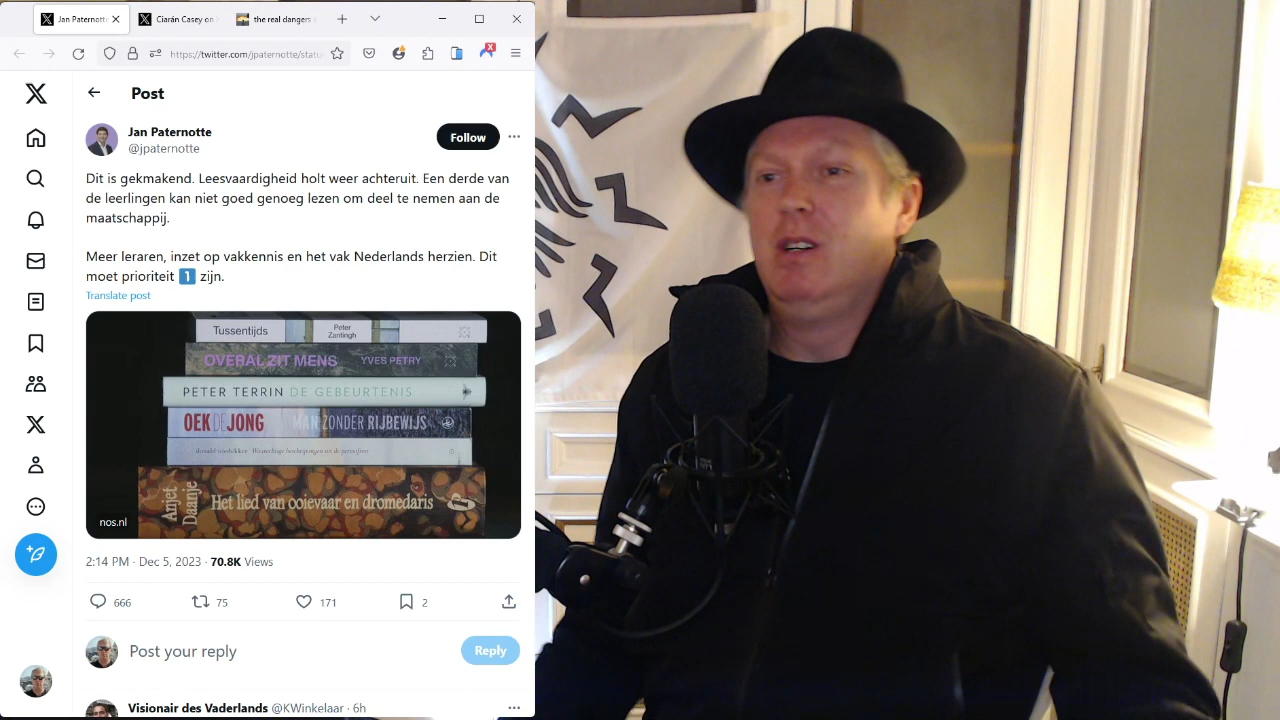 Jan Paternotte
Ciarán Casey on
the real dangers
https://twitter.com/jpaternotte/statu
Post
Jan Paternotte
@jpaternotte
Follow
Dit is gekmakend. Leesvaardigheid holt weer achteruit. Een derde van
de leerlingen kan niet goed genoeg lezen om deel te nemen aan de
maatschappij.
Meer leraren, inzet op vakkennis en het vak Nederlands herzien. Dit
moet prioriteit 1 zijn.
Translate post
Tussentijds
Peter
Zantingh
OVERAL ZIT MENS YVES PETRY
PETER TERRIN DE GEBEURTENIS
OEK DE JONG MAN ZONDER RIJBEWIJS
Anjet
Daanje
Het lied van ooievaar en dromedaris
nos.nl
2:14 PM · Dec 5, 2023 · 70.8K Views
666 75 171 2
Post your reply
Reply
Visionair des Vaderlands @KWinkelaar · 6h